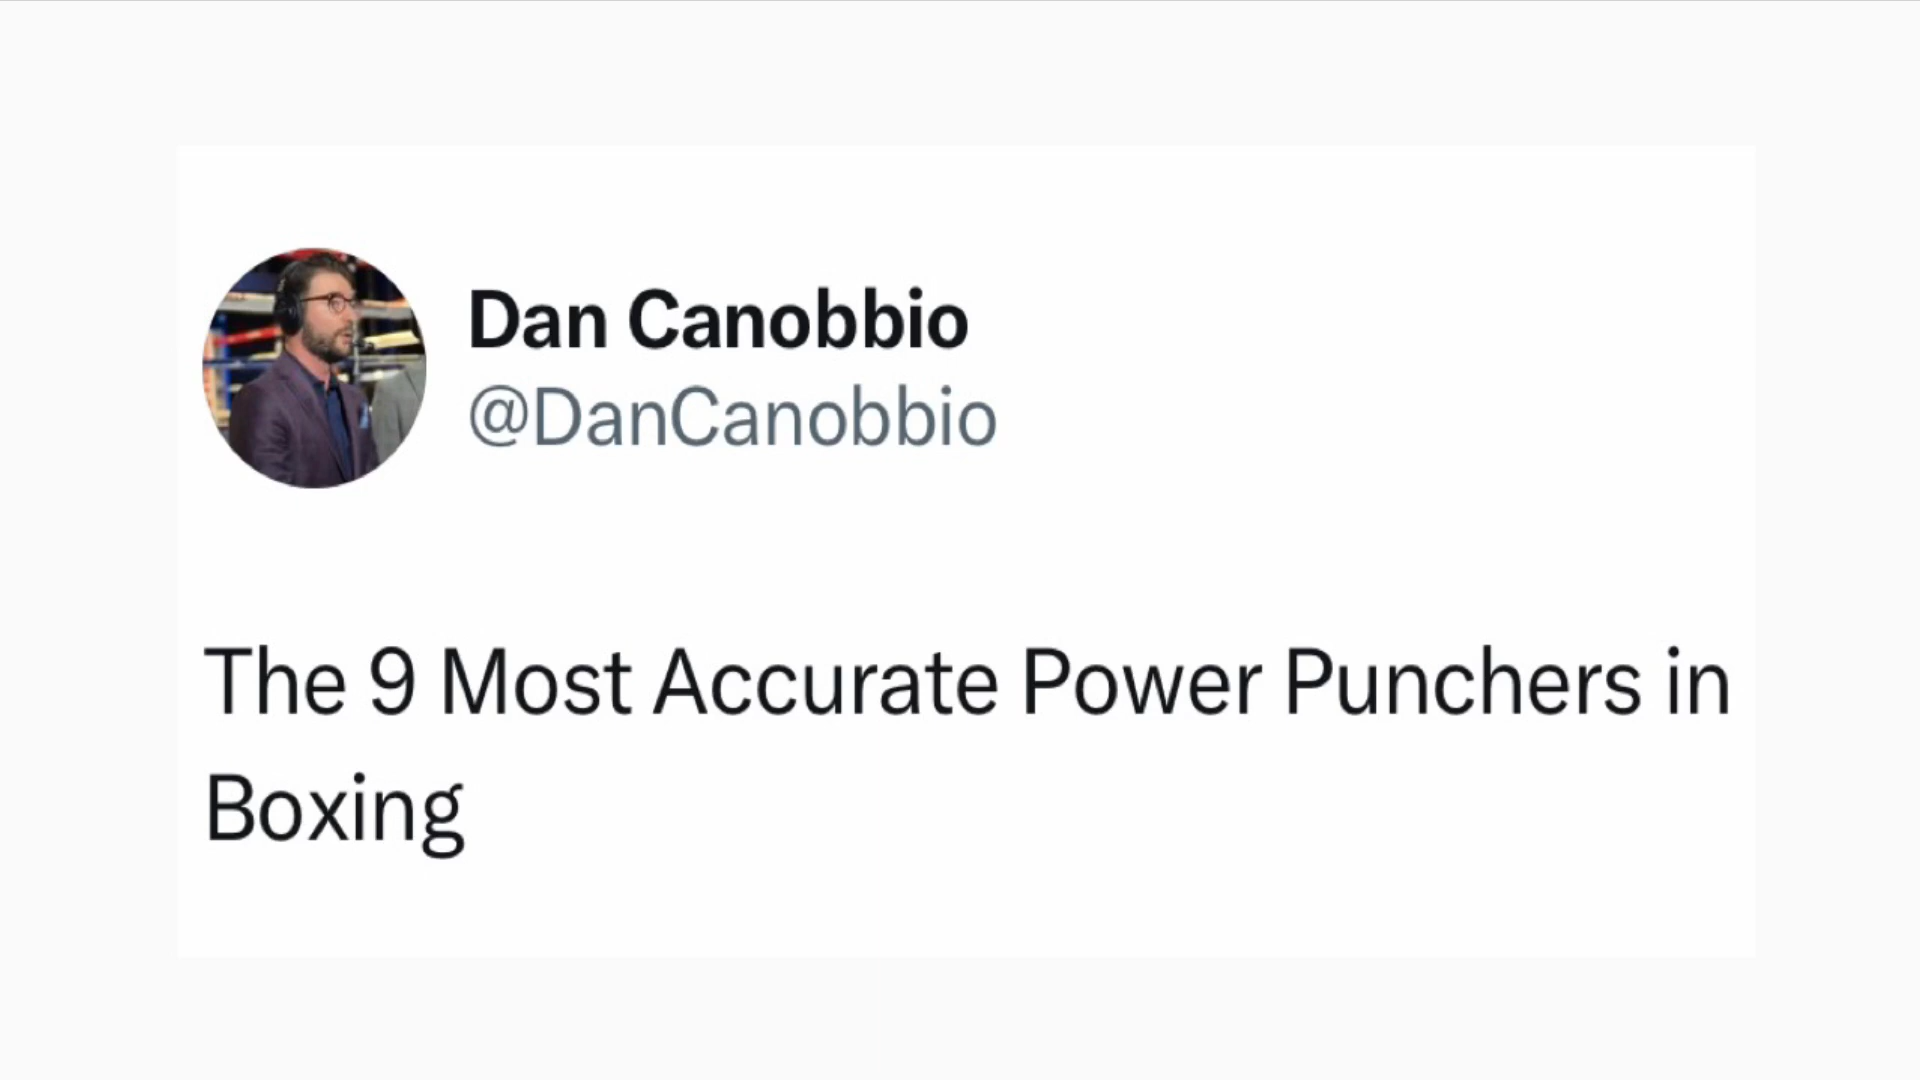 Dan Canobbio
@DanCanobbio
The 9 Most Accurate Power Punchers in
Boxing